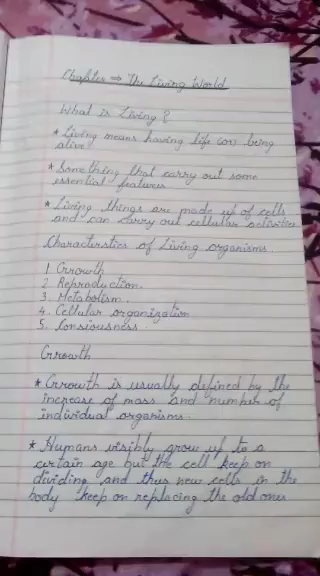 Chapter ⇒ The Living World
What is Living?
* Living means having life (or) being
alive
* Something that carry out some
essential features
* Living things are made up of cells
and can carry out cellular activities
Characterstics of Living organisms
1. Growth
2. Reproduction.
3. Metabolism.
4. Cellular organization
5. Consiousness.
Growth
* Growth is usually defined by the
increase of mass and number of
individual organisms.
* Humans visibly grow up to a
certain age but the cell keep on
dividing and thus new cells in the
body keep on replacing the old ones